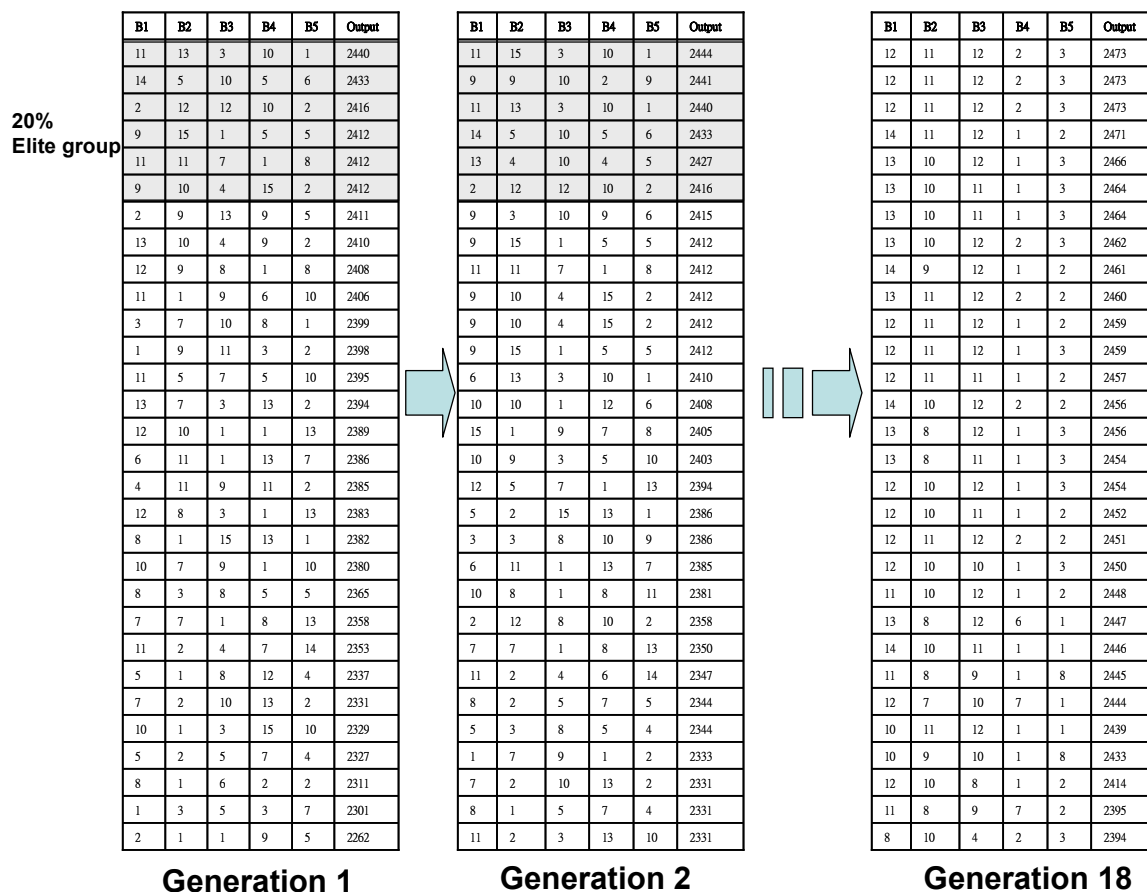 B1 B2 B3 B4 B5 Output B1 B2 B3 B4 B5 Output B1 B2 B3 B4 B5 Output
11 13 3 10 1 2440 11 15 3 10 1 2444 12 11 12 2 3 2473
14 5 10 5 6 2433 9 9 10 2 9 2441 12 11 12 2 3 2473
2 12 12 10 2 2416 11 13 3 10 1 2440 12 11 12 2 3 2473
20%
9 15 1 5 5 2412 14 5 10 5 6 2433 14 11 12 1 2 2471
Elite group
11 11 7 1 8 2412 13 4 10 4 5 2427 13 10 12 1 3 2466
9 10 4 15 2 2412 2 12 12 10 2 2416 13 10 11 1 3 2464
2 9 13 9 5 2411 9 3 10 9 6 2415 13 10 11 1 3 2464
13 10 4 9 2 2410 9 15 1 5 5 2412 13 10 12 2 3 2462
12 9 8 1 8 2408 11 11 7 1 8 2412 14 9 12 1 2 2461
11 1 9 6 10 2406 9 10 4 15 2 2412 13 11 12 2 2 2460
3 7 10 8 1 2399 9 10 4 15 2 2412 12 11 12 1 2 2459
1 9 11 3 2 2398 9 15 1 5 5 2412 12 11 12 1 3 2459
11 5 7 5 10 2395 6 13 3 10 1 2410 12 11 11 1 2 2457
13 7 3 13 2 2394 10 10 1 12 6 2408 14 10 12 2 2 2456
12 10 1 1 13 2389 15 1 9 7 8 2405 13 8 12 1 3 2456
6 11 1 13 7 2386 10 9 3 5 10 2403 13 8 11 1 3 2454
4 11 9 11 2 2385 12 5 7 1 13 2394 12 10 12 1 3 2454
12 8 3 1 13 2383 5 2 15 13 1 2386 12 10 11 1 2 2452
8 1 15 13 1 2382 3 3 8 10 9 2386 12 11 12 2 2 2451
10 7 9 1 10 2380 6 11 1 13 7 2385 12 10 10 1 3 2450
8 3 8 5 5 2365 10 8 1 8 11 2381 11 10 12 1 2 2448
7 7 1 8 13 2358 2 12 8 10 2 2358 13 8 12 6 1 2447
11 2 4 7 14 2353 7 7 1 8 13 2350 14 10 11 1 1 2446
5 1 8 12 4 2337 11 2 4 6 14 2347 11 8 9 1 8 2445
7 2 10 13 2 2331 8 2 5 7 5 2344 12 7 10 7 1 2444
10 1 3 15 10 2329 5 3 8 5 4 2344 10 11 12 1 1 2439
5 2 5 7 4 2327 1 7 9 1 2 2333 10 9 10 1 8 2433
8 1 6 2 2 2311 7 2 10 13 2 2331 12 10 8 1 2 2414
1 3 5 3 7 2301 8 1 5 7 4 2331 11 8 9 7 2 2395
2 1 1 9 5 2262 11 2 3 13 10 2331 8 10 4 2 3 2394
Generation 1 Generation 2 Generation 18